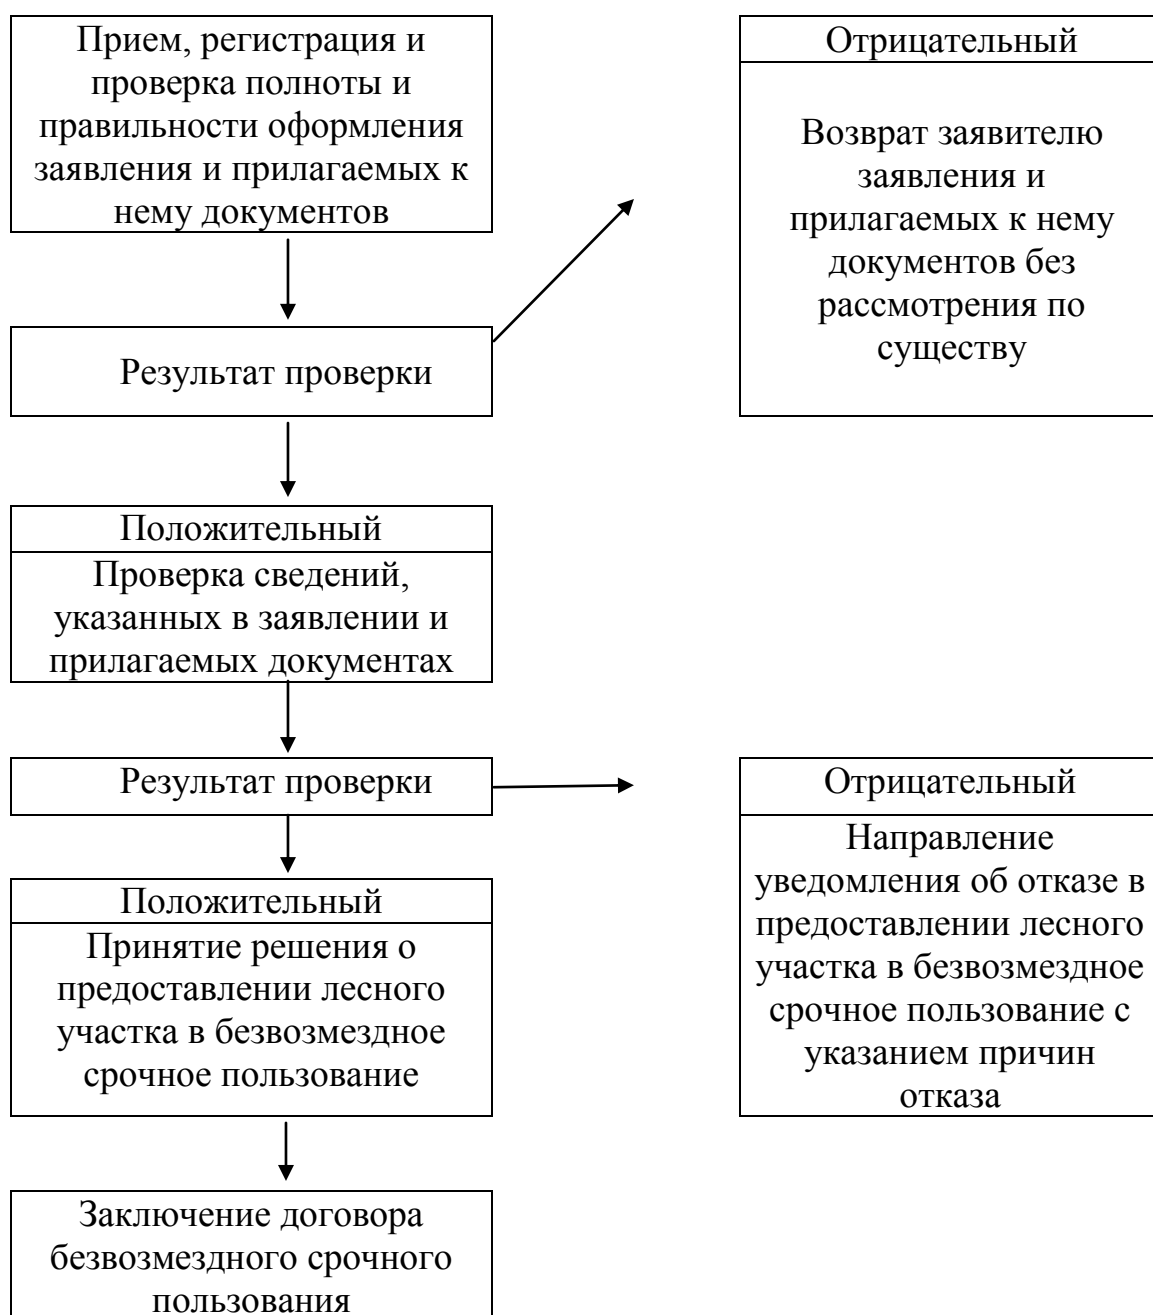 Прием, регистрация и
проверка полноты и
правильности оформления
заявления и прилагаемых к
нему документов
Отрицательный
Возврат заявителю
заявления и
прилагаемых к нему
документов без
рассмотрения по
существу
Результат проверки
Положительный
Проверка сведений,
указанных в заявлении и
прилагаемых документах
Результат проверки
Отрицательный
Направление
уведомления об отказе в
предоставлении лесного
участка в безвозмездное
срочное пользование с
указанием причин
отказа
Положительный
Принятие решения о
предоставлении лесного
участка в безвозмездное
срочное пользование
Заключение договора
безвозмездного срочного
пользования